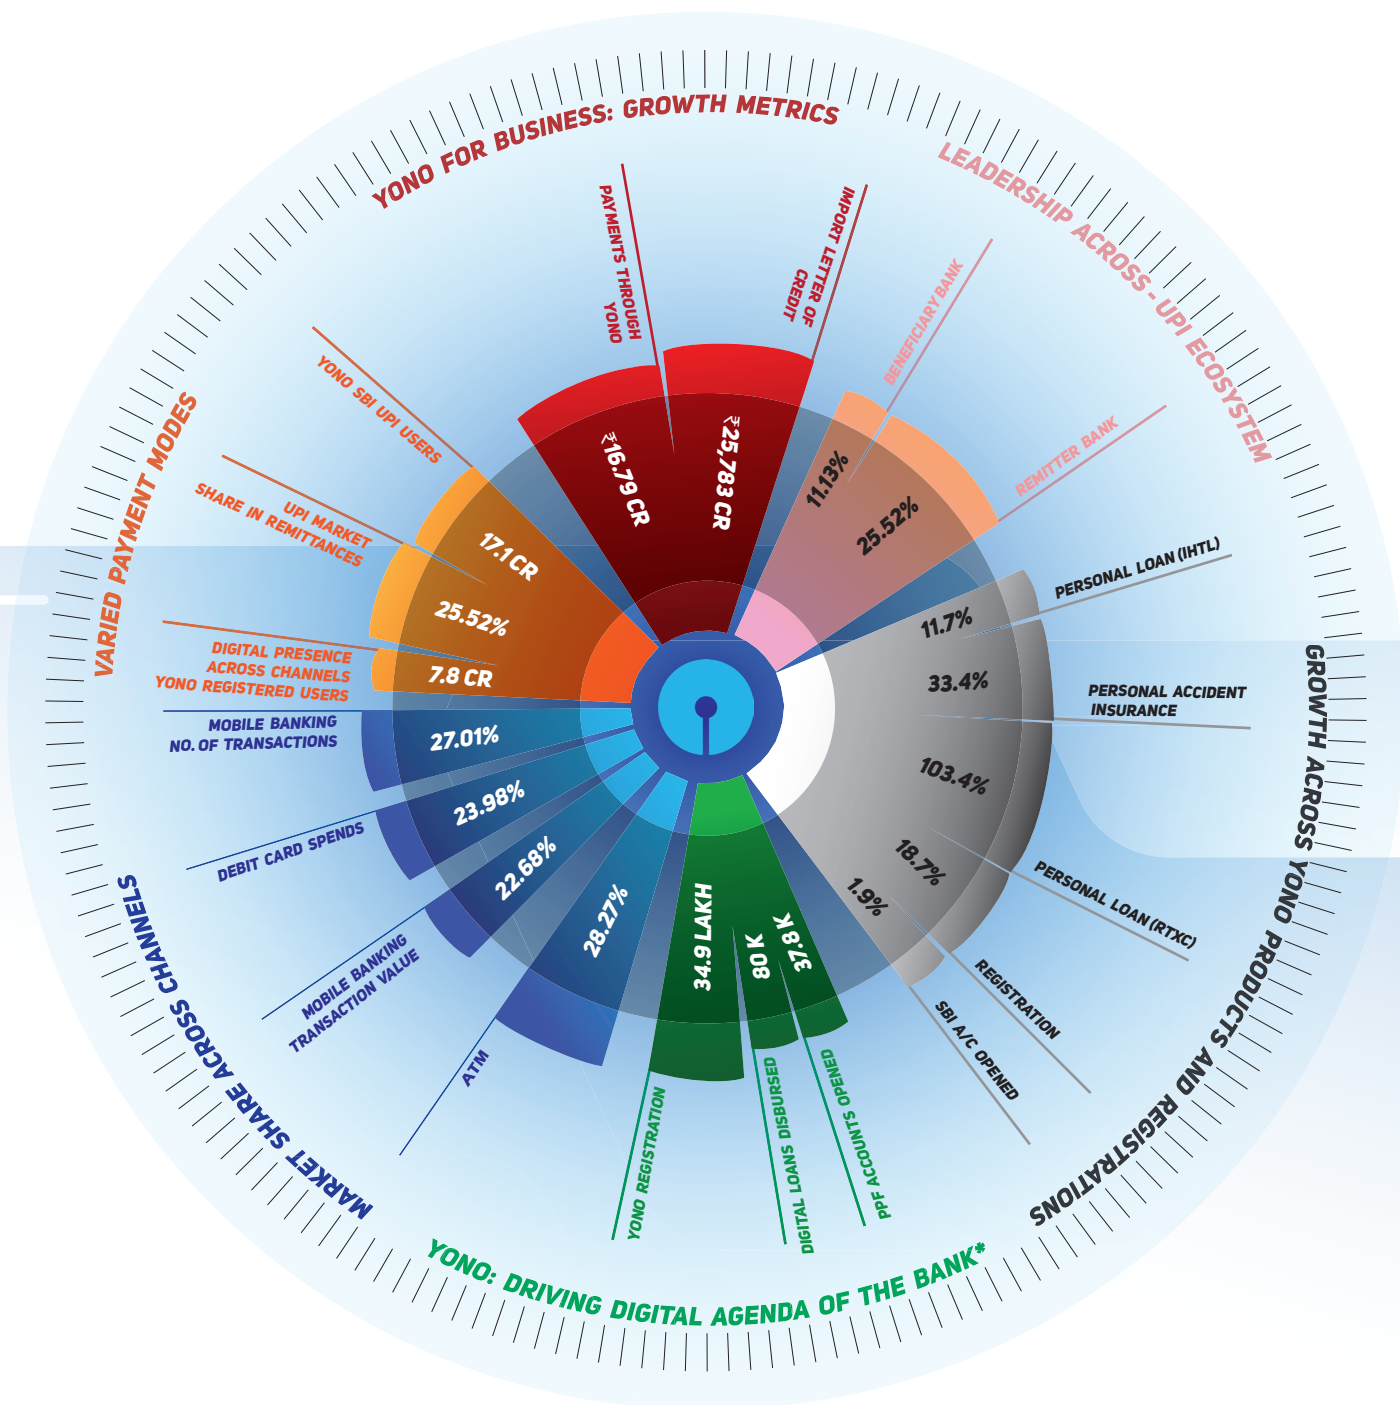 YONO FOR BUSINESS: GROWTH METRICS
PAYMENTS THROUGH
YONO
₹16.79 CR
IMPORT LETTER OF
CREDIT
₹25,783 CR
LEADERSHIP ACROSS - UPI ECOSYSTEM
BENEFICIARY BANK
11.13%
REMITTER BANK
25.52%
GROWTH ACROSS YONO PRODUCTS AND REGISTRATIONS
PERSONAL LOAN (IHTL)
11.7%
PERSONAL ACCIDENT
INSURANCE
33.4%
103.4%
PERSONAL LOAN (RTXC)
18.7%
REGISTRATION
1.9%
SBI A/C OPENED
YONO: DRIVING DIGITAL AGENDA OF THE BANK*
YONO REGISTRATION
34.9 LAKH
DIGITAL LOANS DISBURSED
80 K
PPF ACCOUNTS OPENED
37.8K
MARKET SHARE ACROSS CHANNELS
MOBILE BANKING
NO. OF TRANSACTIONS
27.01%
DEBIT CARD SPENDS
23.98%
MOBILE BANKING
TRANSACTION VALUE
22.68%
ATM
28.27%
VARIED PAYMENT MODES
YONO SBI UPI USERS
17.1 CR
UPI MARKET
SHARE IN REMITTANCES
25.52%
DIGITAL PRESENCE
ACROSS CHANNELS
YONO REGISTERED USERS
7.8 CR